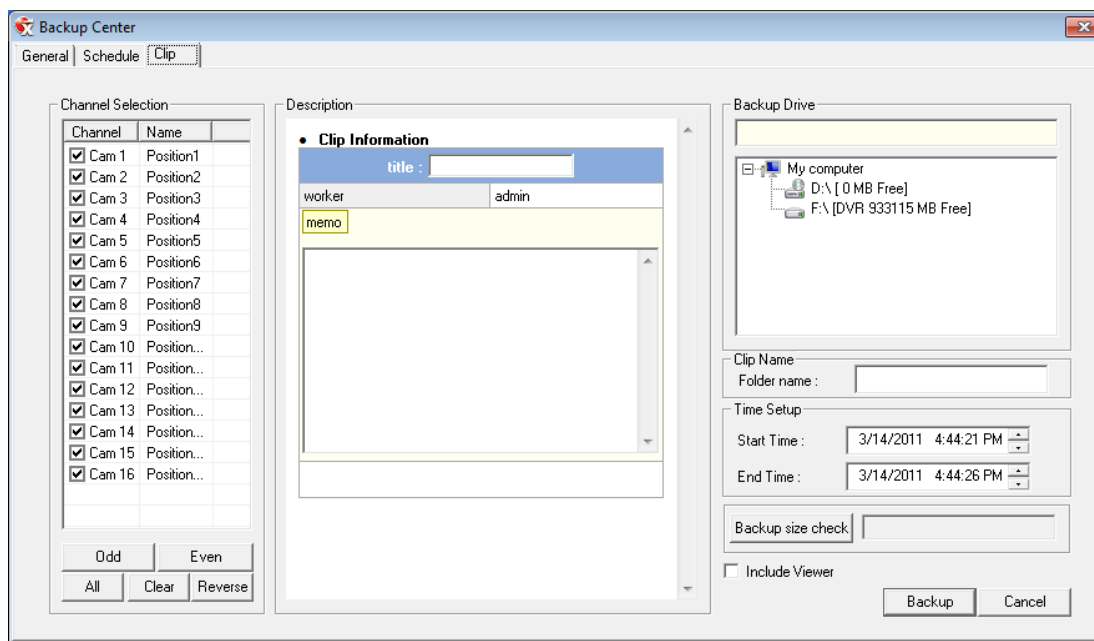 Backup Center
General Schedule Clip
Channel Selection
Channel Name
Cam 1 Position1
Cam 2 Position2
Cam 3 Position3
Cam 4 Position4
Cam 5 Position5
Cam 6 Position6
Cam 7 Position7
Cam 8 Position8
Cam 9 Position9
Cam 10 Position...
Cam 11 Position...
Cam 12 Position...
Cam 13 Position...
Cam 14 Position...
Cam 15 Position...
Cam 16 Position...
Odd Even
All Clear Reverse
Description
• Clip Information
title :
worker admin
memo
Backup Drive
My computer
D:\ [ 0 MB Free]
F:\ [DVR 933115 MB Free]
Clip Name
Folder name :
Time Setup
Start Time : 3/14/2011 4:44:21 PM
End Time : 3/14/2011 4:44:26 PM
Backup size check
Include Viewer
Backup Cancel